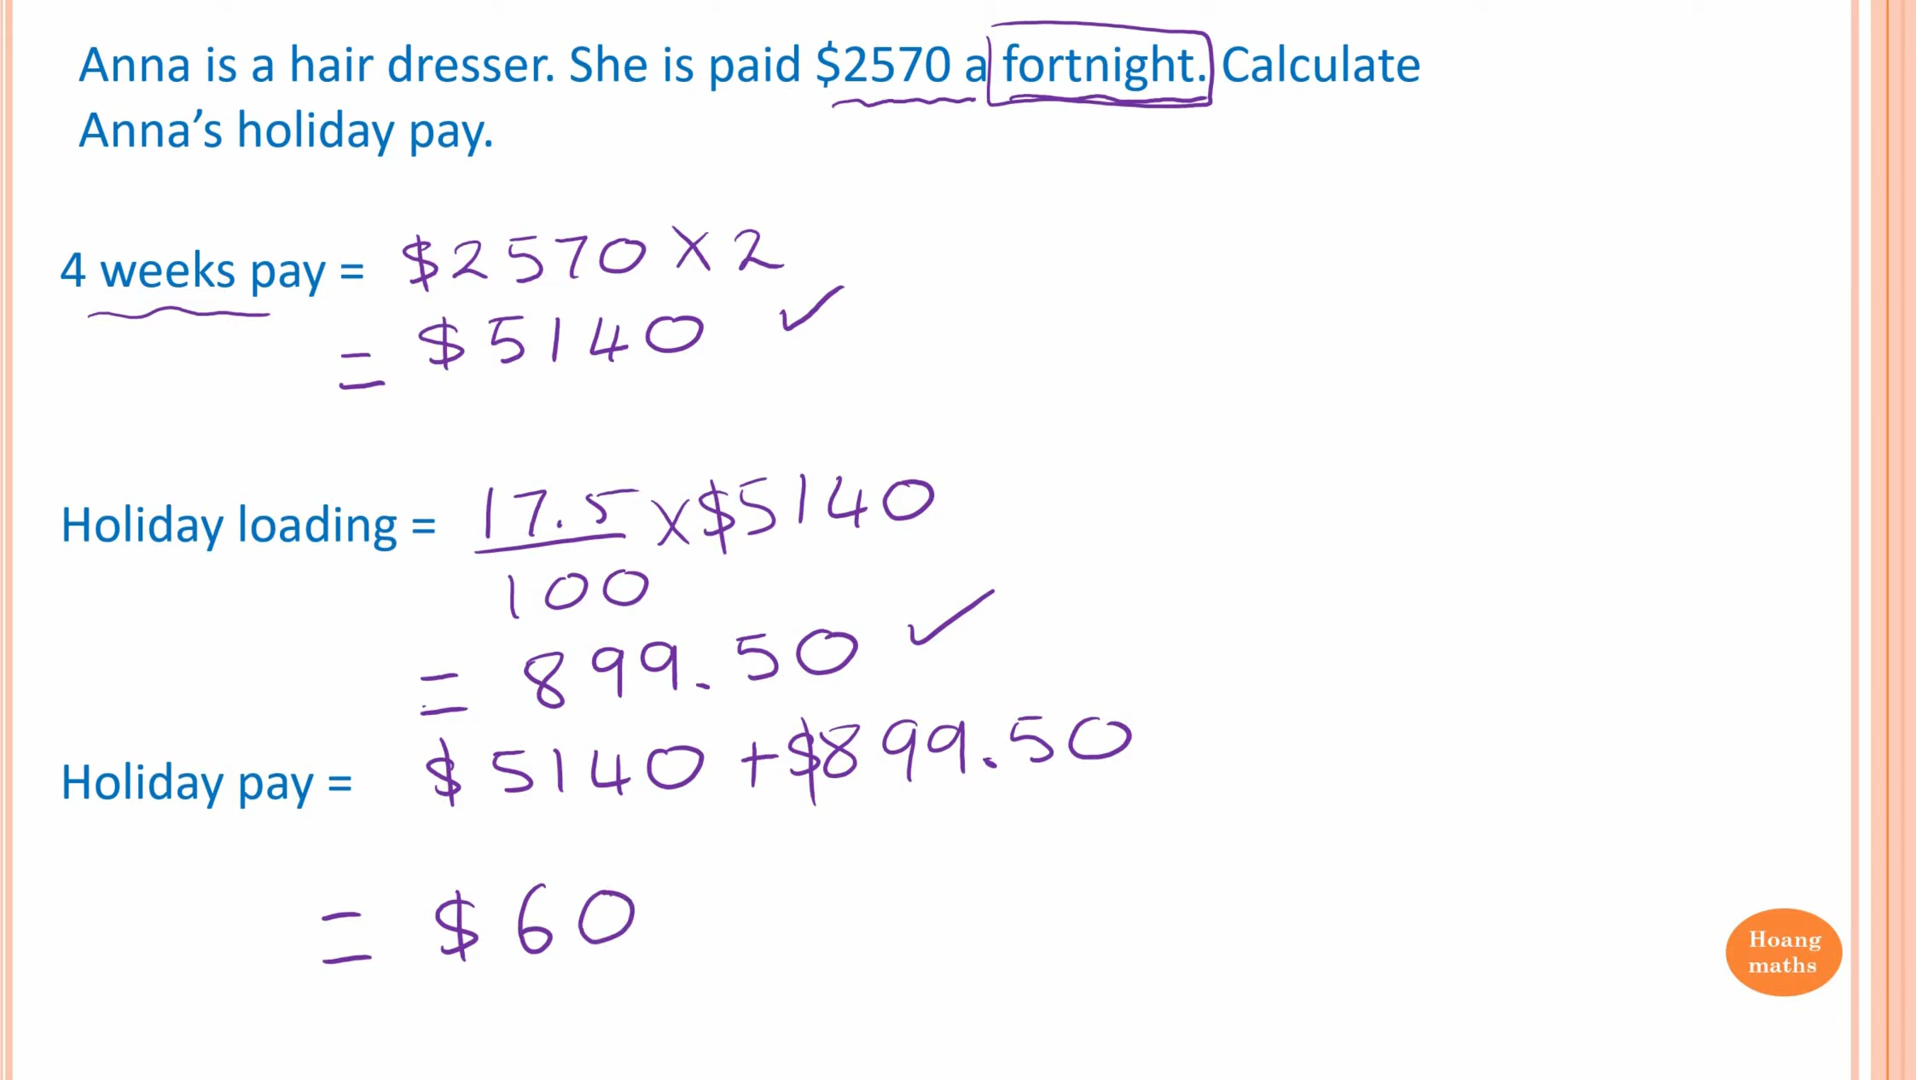 Anna is a hair dresser. She is paid $2570 a fortnight. Calculate
Anna’s holiday pay.
4 weeks pay = $2570 × 2
= $5140 ✓
Holiday loading = 17.5/100 × $5140
= 899.50 ✓
Holiday pay = $5140 + $899.50
= $60
Hoang
maths